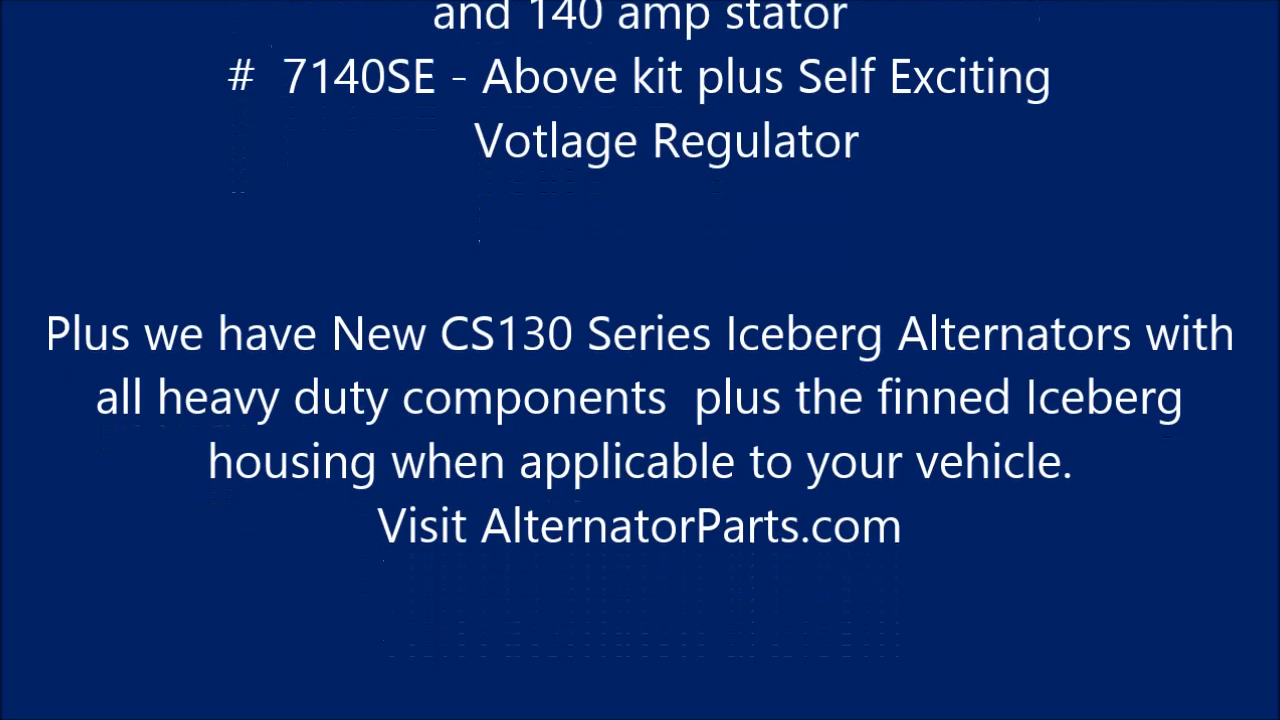 and 140 amp stator
# 7140SE - Above kit plus Self Exciting
Votlage Regulator
Plus we have New CS130 Series Iceberg Alternators with
all heavy duty components plus the finned Iceberg
housing when applicable to your vehicle.
Visit AlternatorParts.com